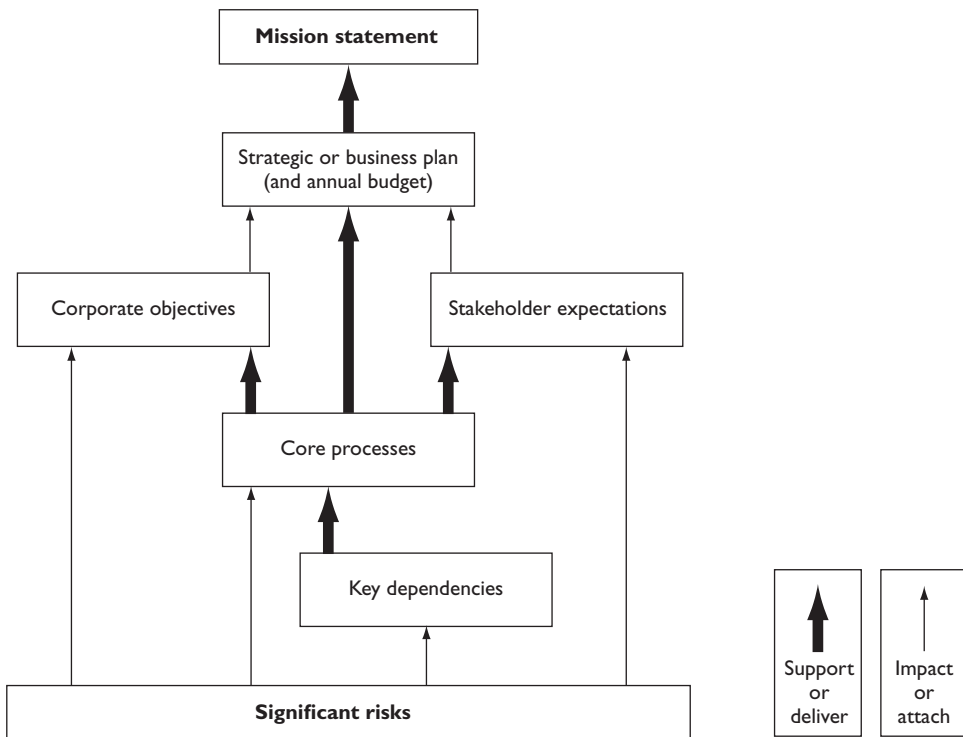 Mission statement
Strategic or business plan
(and annual budget)
Corporate objectives
Stakeholder expectations
Core processes
Key dependencies
Significant risks
Support
or
deliver
Impact
or
attach